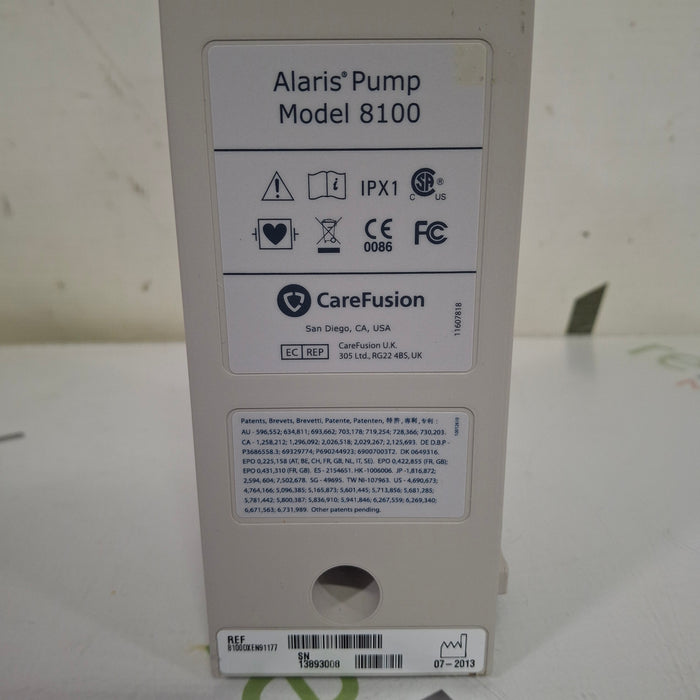 Alaris® Pump
Model 8100
IPX1
CSA ®
C US
CE
0086
FC
CareFusion
San Diego, CA, USA
EC REP
CareFusion U.K.
305 Ltd., RG22 4BS, UK
11607818
Patents, Brevets, Brevetti, Patente, Patenten, 特許, 专利, 专利 :
AU - 596,552; 634,811; 693,662; 703,178; 719,254; 728,366; 730,203.
CA - 1,258,212; 1,296,092; 2,026,518; 2,029,267; 2,125,693. DE D.B.P -
P3686558.3; 69329774; P690244923; 69007003T2. DK 0649316.
EPO 0,225,158 (AT, BE, CH, FR, GB, NL, IT, SE). EPO 0,422,855 (FR, GB);
EPO 0,431,310 (FR, GB). ES - 2154651. HK -1006006. JP -1,816,872;
2,594,604; 7,502,678. SG - 49695. TW NI-107963. US - 4,690,673;
4,764,166; 5,096,385; 5,165,873; 5,601,445; 5,713,856; 5,681,285;
5,781,442; 5,800,387; 5,836,910; 5,941,846; 6,267,559; 6,269,340;
6,671,563; 6,731,989. Other patents pending.
REF
8100DXEN91177
SN
13893008
07-2013